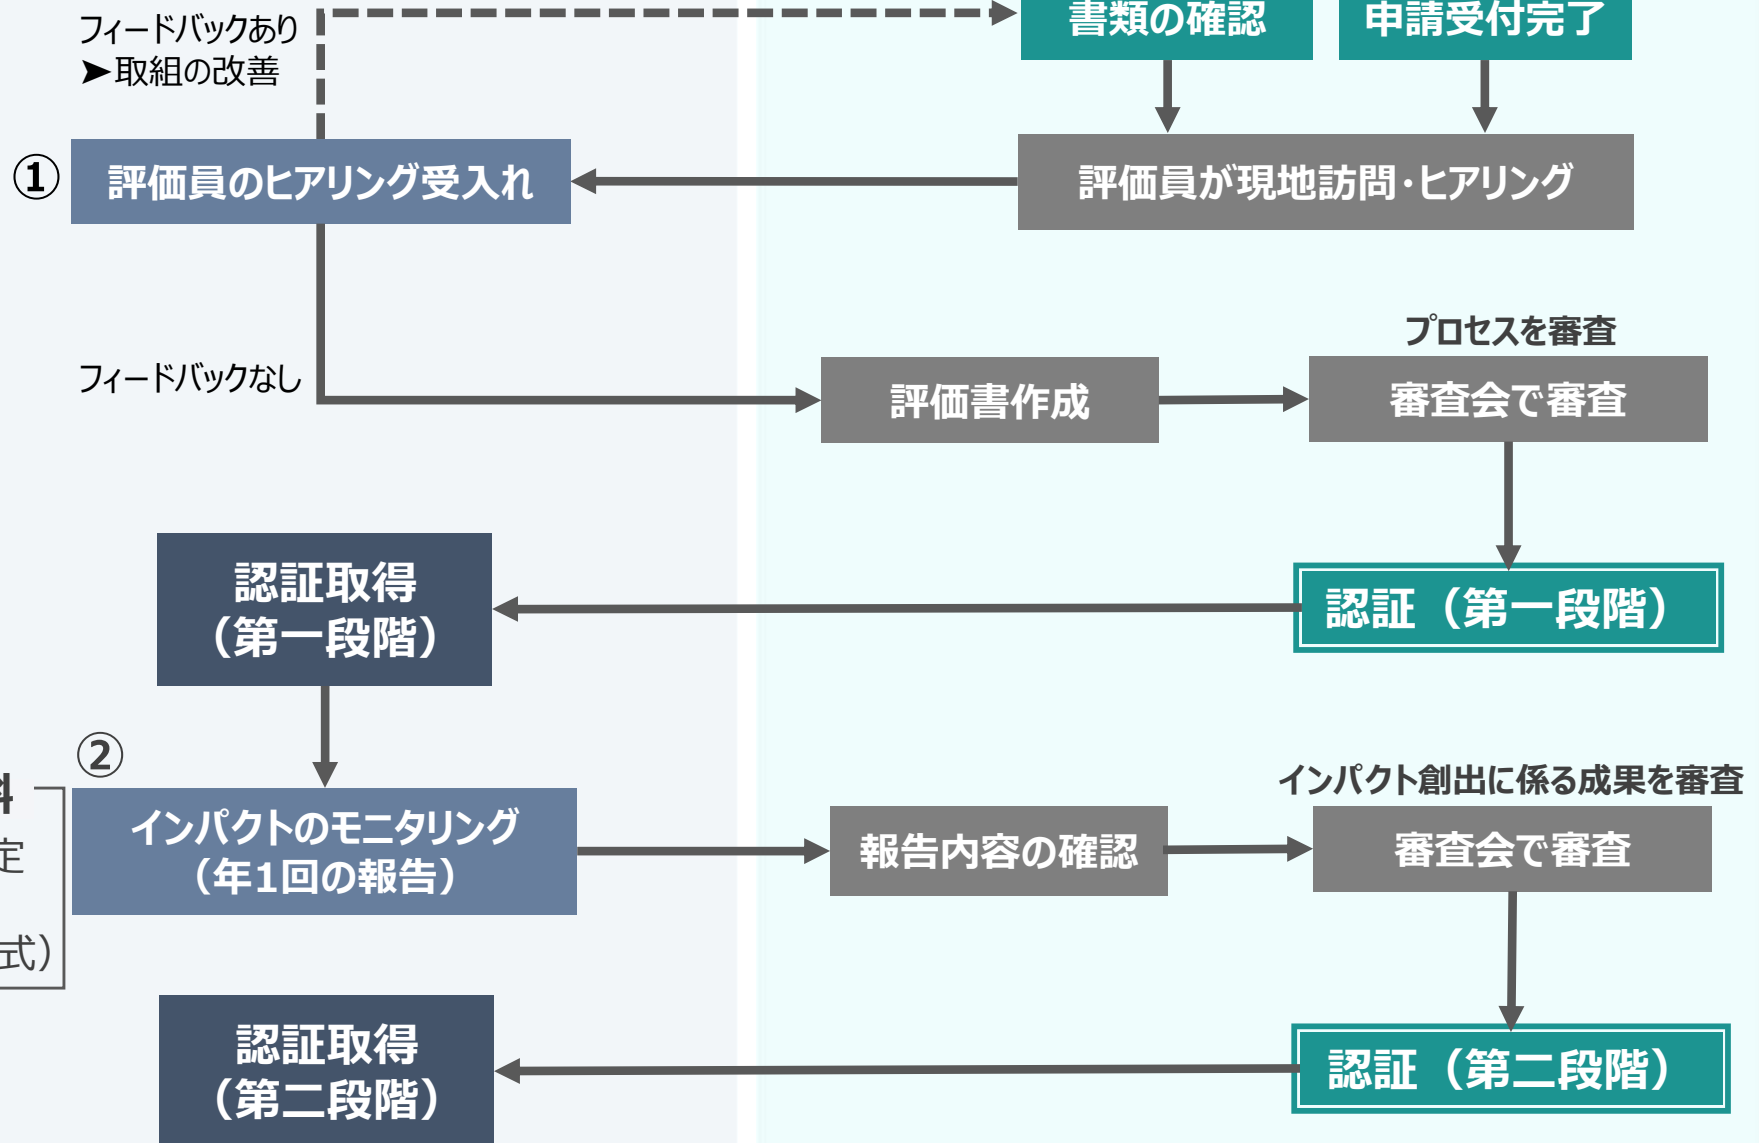 フィードバックあり
➤取組の改善
書類の確認
申請受付完了
①
評価員のヒアリング受入れ
評価員が現地訪問・ヒアリング
フィードバックなし
プロセスを審査
評価書作成
審査会で審査
認証取得
（第一段階）
認証（第一段階）
②
インパクト創出に係る成果を審査
定
式）
インパクトのモニタリング
（年1回の報告）
報告内容の確認
審査会で審査
認証取得
（第二段階）
認証（第二段階）